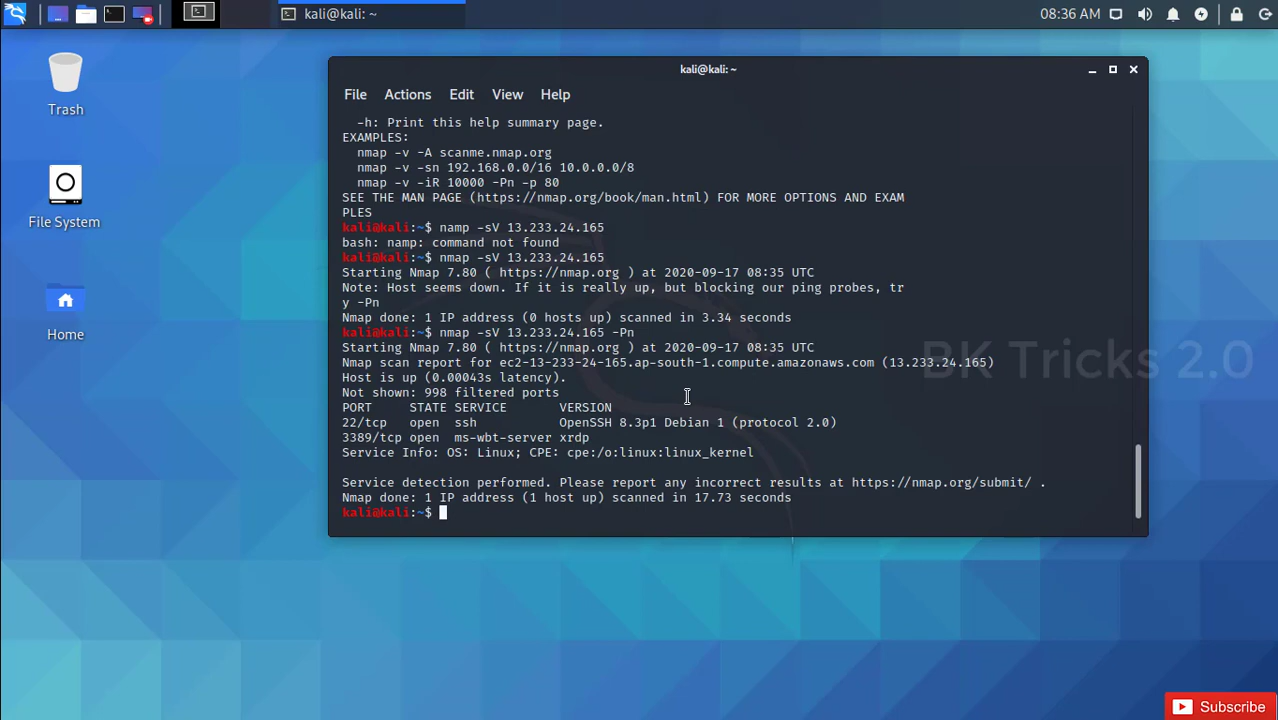 kali@kali: ~
08:36 AM
Trash
File System
Home
kali@kali: ~
File Actions Edit View Help
-h: Print this help summary page.
EXAMPLES:
nmap -v -A scanme.nmap.org
nmap -v -sn 192.168.0.0/16 10.0.0.0/8
nmap -v -iR 10000 -Pn -p 80
SEE THE MAN PAGE (https://nmap.org/book/man.html) FOR MORE OPTIONS AND EXAM
PLES
kali@kali:~$ namp -sV 13.233.24.165
bash: namp: command not found
kali@kali:~$ nmap -sV 13.233.24.165
Starting Nmap 7.80 ( https://nmap.org ) at 2020-09-17 08:35 UTC
Note: Host seems down. If it is really up, but blocking our ping probes, tr
y -Pn
Nmap done: 1 IP address (0 hosts up) scanned in 3.34 seconds
kali@kali:~$ nmap -sV 13.233.24.165 -Pn
Starting Nmap 7.80 ( https://nmap.org ) at 2020-09-17 08:35 UTC
Nmap scan report for ec2-13-233-24-165.ap-south-1.compute.amazonaws.com (13.233.24.165)
Host is up (0.00043s latency).
Not shown: 998 filtered ports
PORT STATE SERVICE VERSION
22/tcp open ssh OpenSSH 8.3p1 Debian 1 (protocol 2.0)
3389/tcp open ms-wbt-server xrdp
Service Info: OS: Linux; CPE: cpe:/o:linux:linux_kernel
Service detection performed. Please report any incorrect results at https://nmap.org/submit/ .
Nmap done: 1 IP address (1 host up) scanned in 17.73 seconds
kali@kali:~$
BK Tricks 2.0
Subscribe